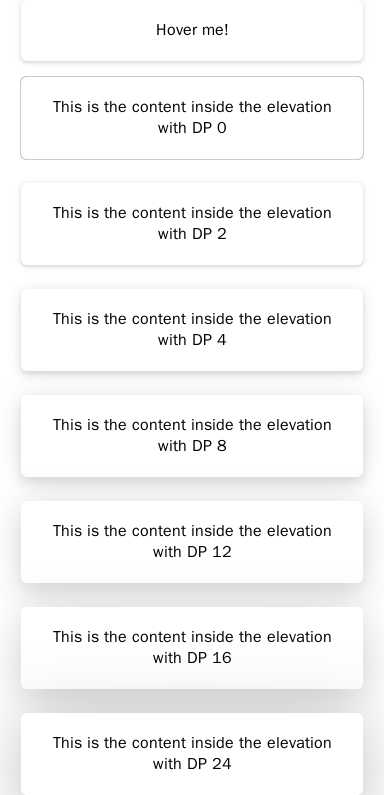 Hover me!
This is the content inside the elevation
with DP 0
This is the content inside the elevation
with DP 2
This is the content inside the elevation
with DP 4
This is the content inside the elevation
with DP 8
This is the content inside the elevation
with DP 12
This is the content inside the elevation
with DP 16
This is the content inside the elevation
with DP 24